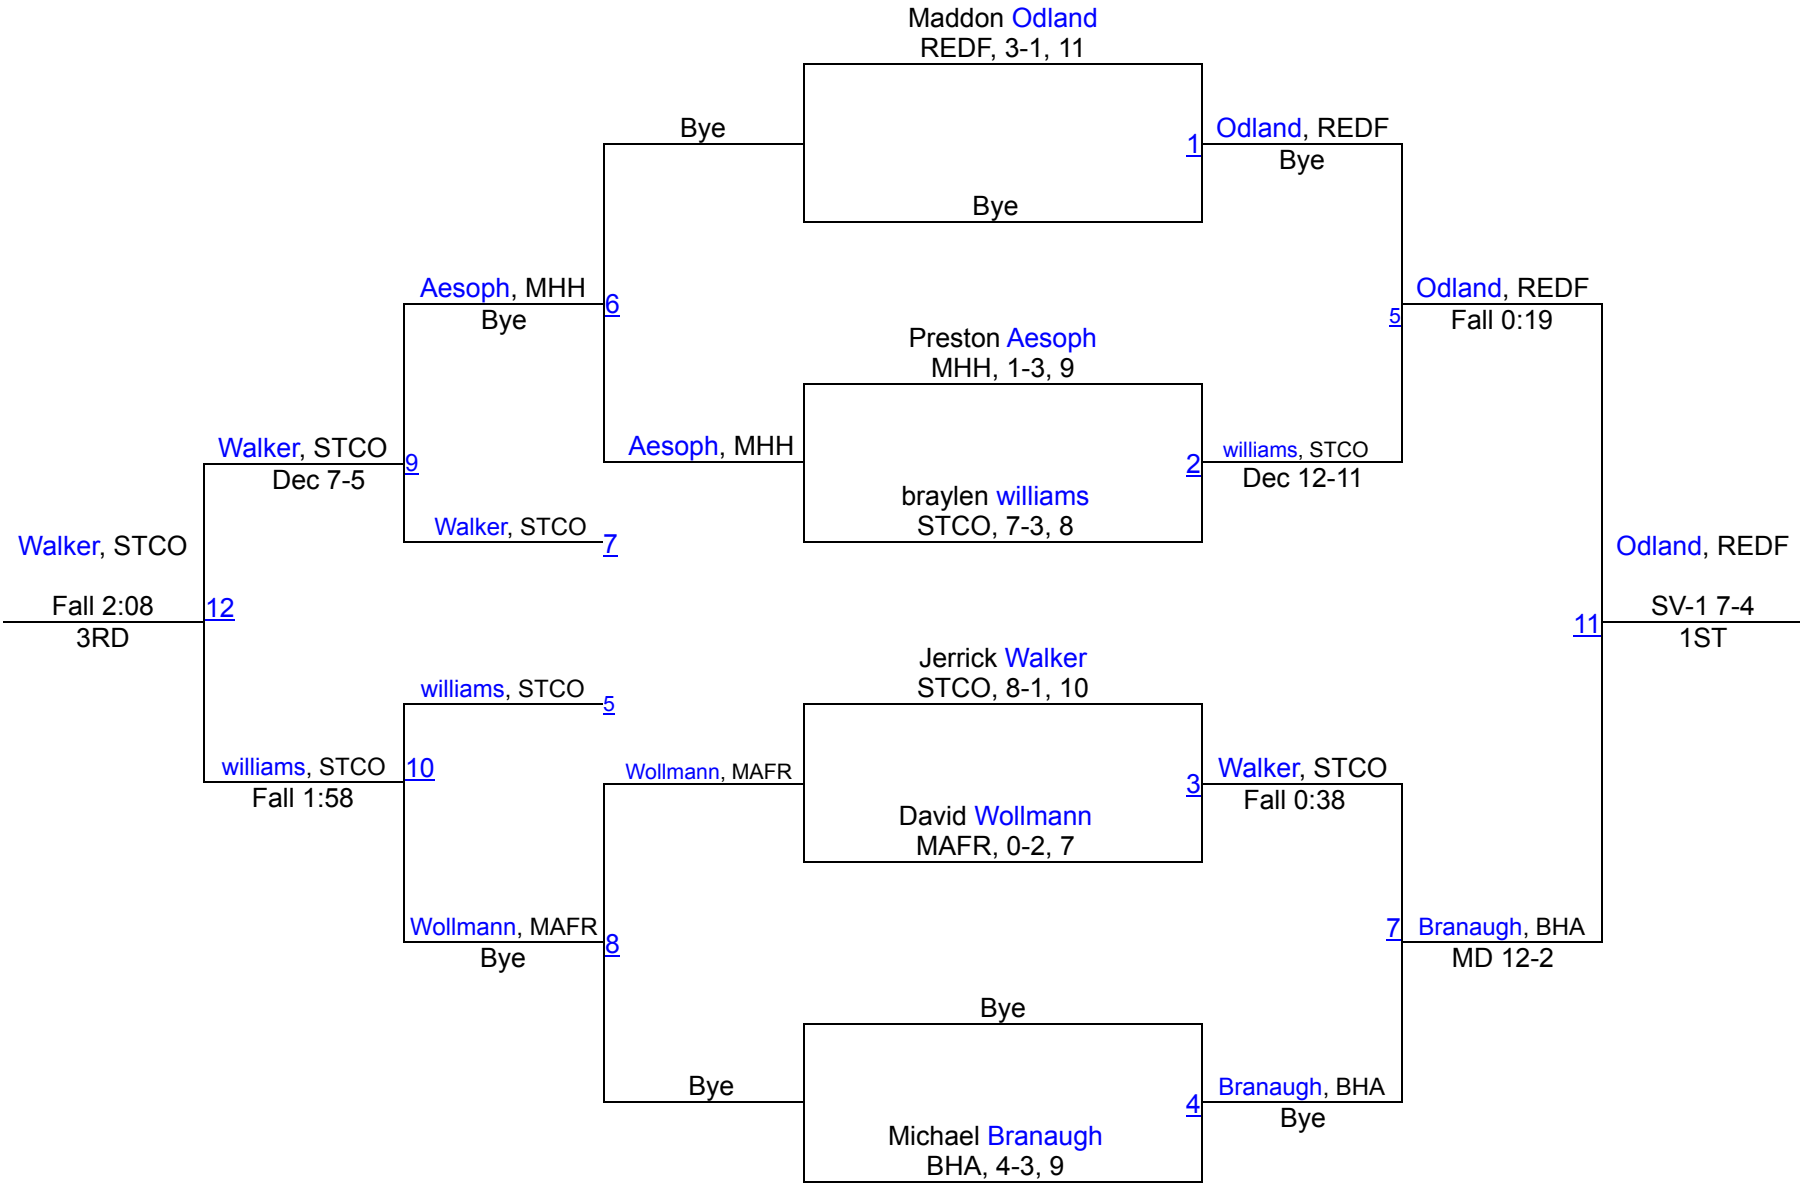 Maddon Odland
REDF, 3-1, 11
Bye
1
Odland, REDF
Bye
Bye
Aesoph, MHH
Bye
6
Odland, REDF
Fall 0:19
5
Preston Aesoph
MHH, 1-3, 9
Walker, STCO
Dec 7-5
9
Aesoph, MHH
2
williams, STCO
Dec 12-11
braylen williams
STCO, 7-3, 8
Walker, STCO
7
Walker, STCO
Fall 2:08
3RD
12
Odland, REDF
SV-1 7-4
1ST
11
Jerrick Walker
STCO, 8-1, 10
williams, STCO
5
williams, STCO
Fall 1:58
10
Wollmann, MAFR
3
Walker, STCO
Fall 0:38
David Wollmann
MAFR, 0-2, 7
Wollmann, MAFR
Bye
8
7
Branaugh, BHA
MD 12-2
Bye
Bye
4
Branaugh, BHA
Bye
Michael Branaugh
BHA, 4-3, 9